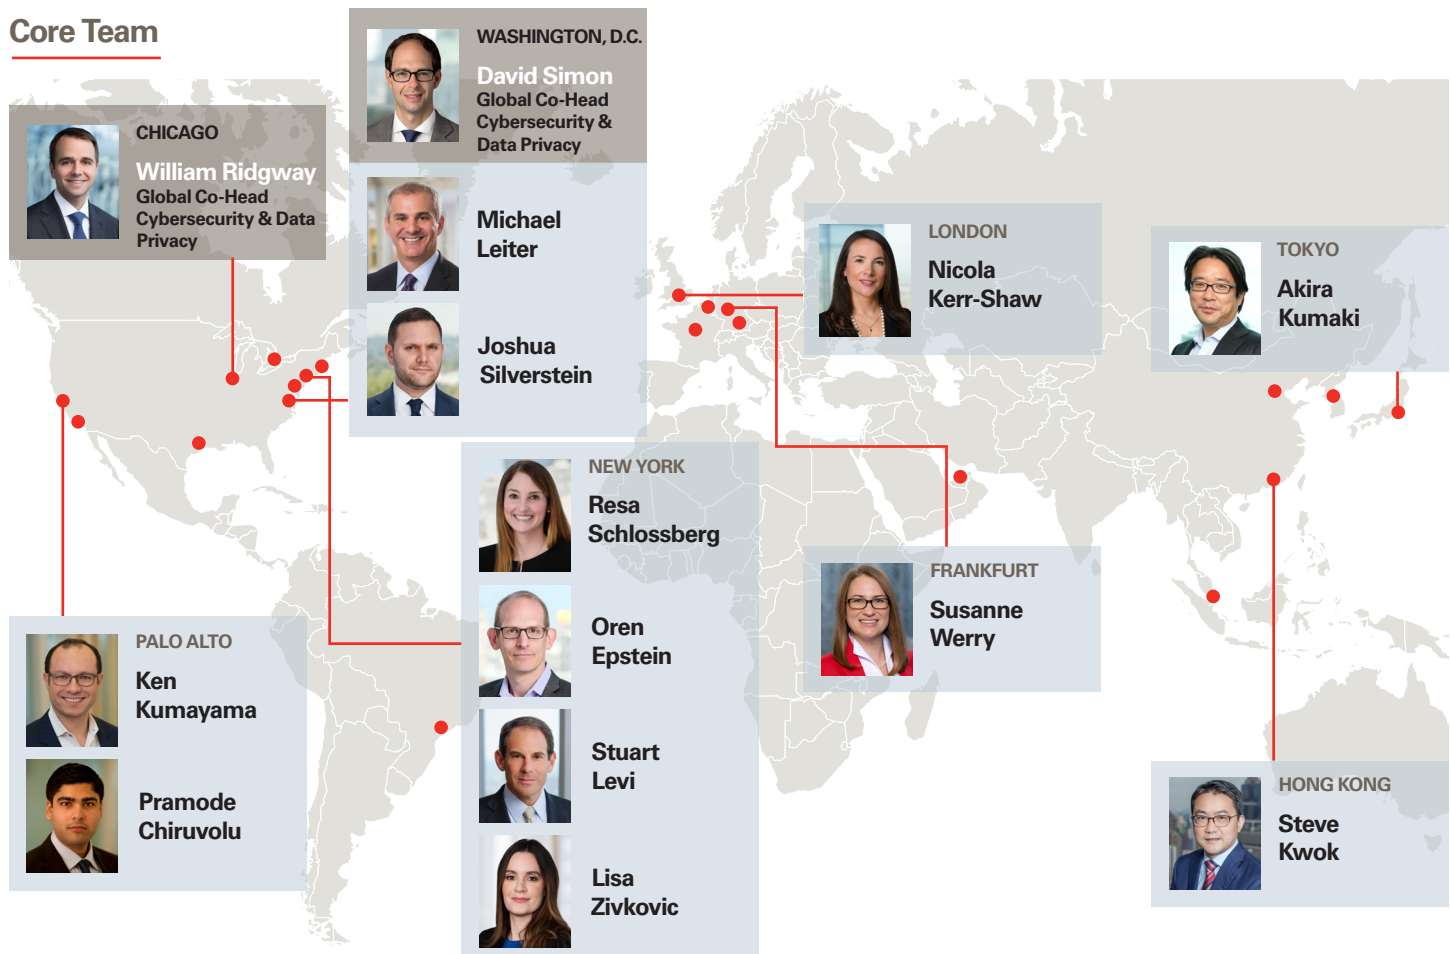 Core Team
CHICAGO
William Ridgway
Global Co-Head
Cybersecurity & Data
Privacy
WASHINGTON, D.C.
David Simon
Global Co-Head
Cybersecurity &
Data Privacy
Michael
Leiter
Joshua
Silverstein
LONDON
Nicola
Kerr-Shaw
TOKYO
Akira
Kumaki
NEW YORK
Resa
Schlossberg
Oren
Epstein
Stuart
Levi
Lisa
Zivkovic
FRANKFURT
Susanne
Werry
PALO ALTO
Ken
Kumayama
Pramode
Chiruvolu
HONG KONG
Steve
Kwok